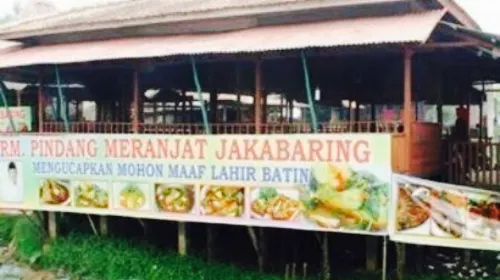 RM. PINDANG MERANJAT JAKABARING
MENGUCAPKAN MOHON MAAF LAHIR BATIN